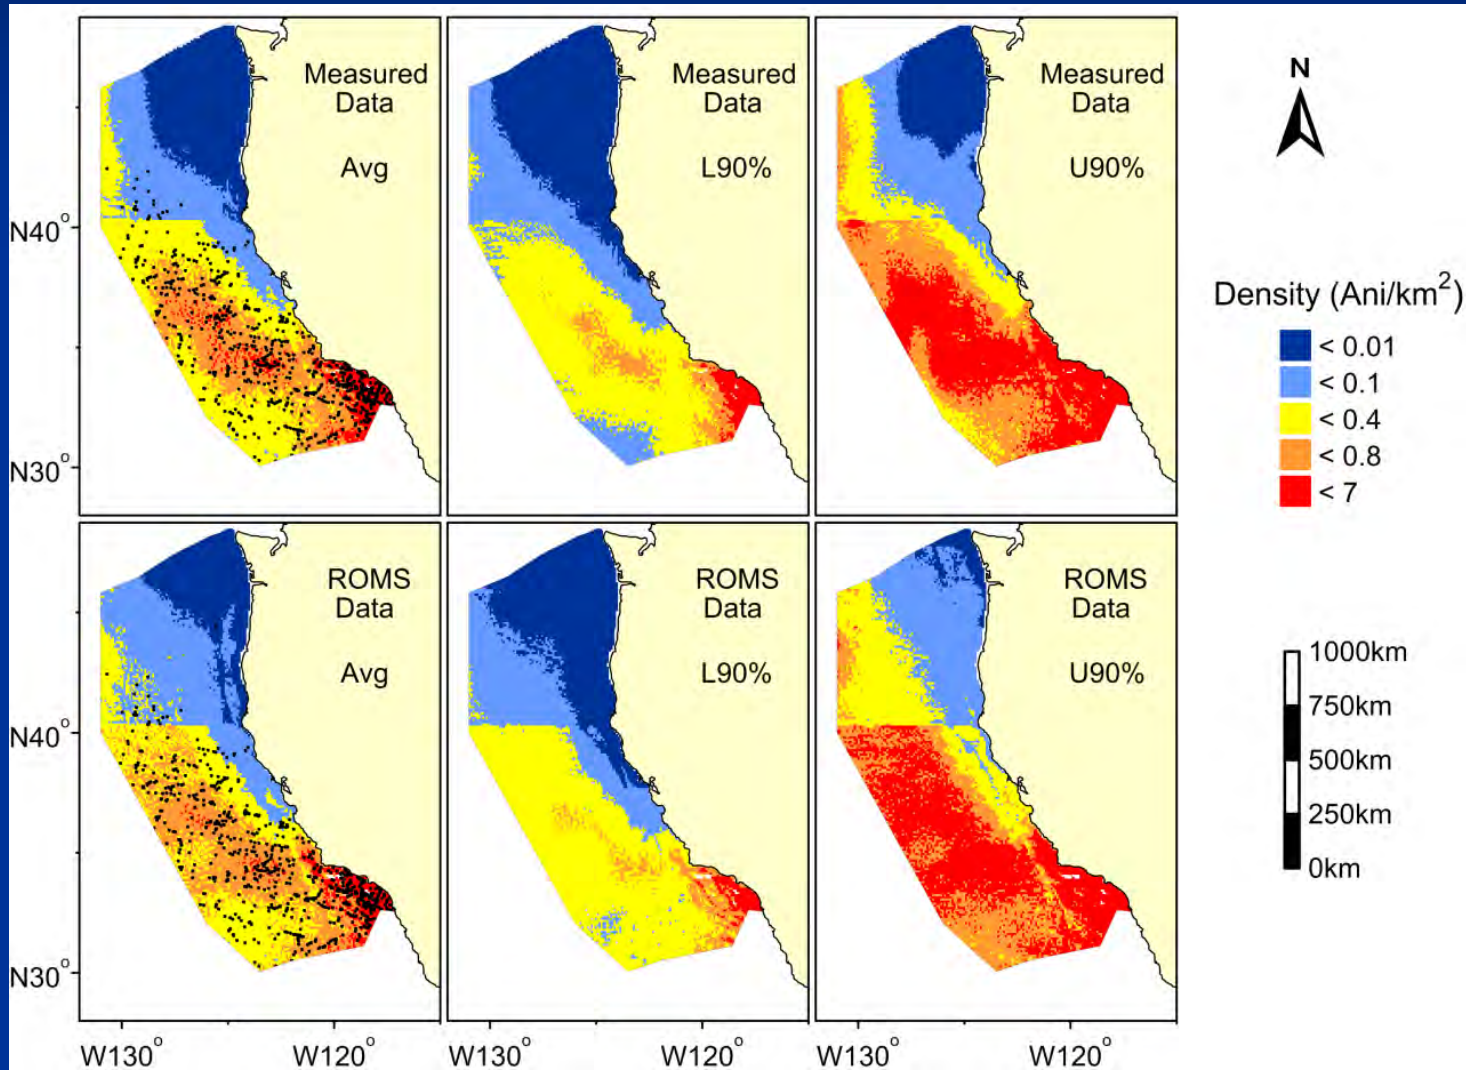 Measured
Data
Avg
Measured
Data
L90%
Measured
Data
U90%
N
N40°
N30°
Density (Ani/km²)
< 0.01
< 0.1
< 0.4
< 0.8
< 7
ROMS
Data
Avg
ROMS
Data
L90%
ROMS
Data
U90%
N40°
N30°
1000km
750km
500km
250km
0km
W130° W120° W130° W120° W130° W120°